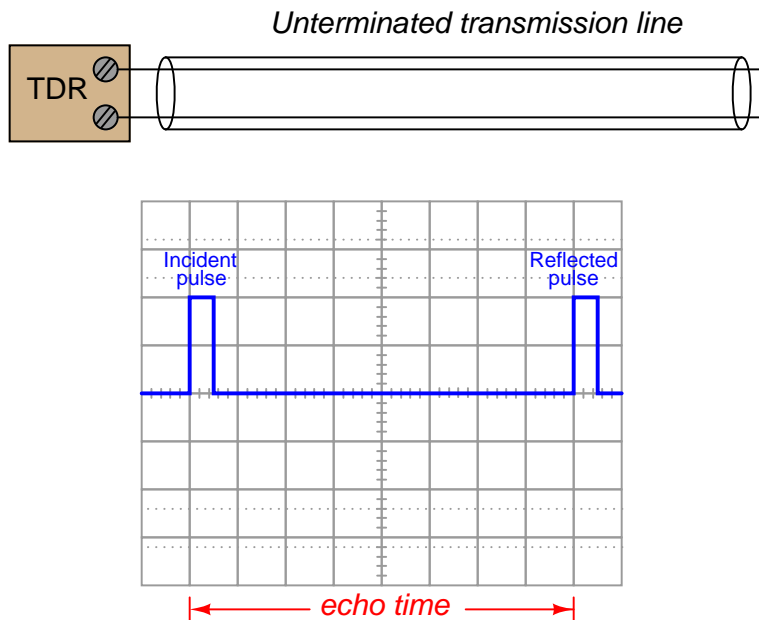 Unterminated transmission line
TDR
Incident
pulse
Reflected
pulse
echo time